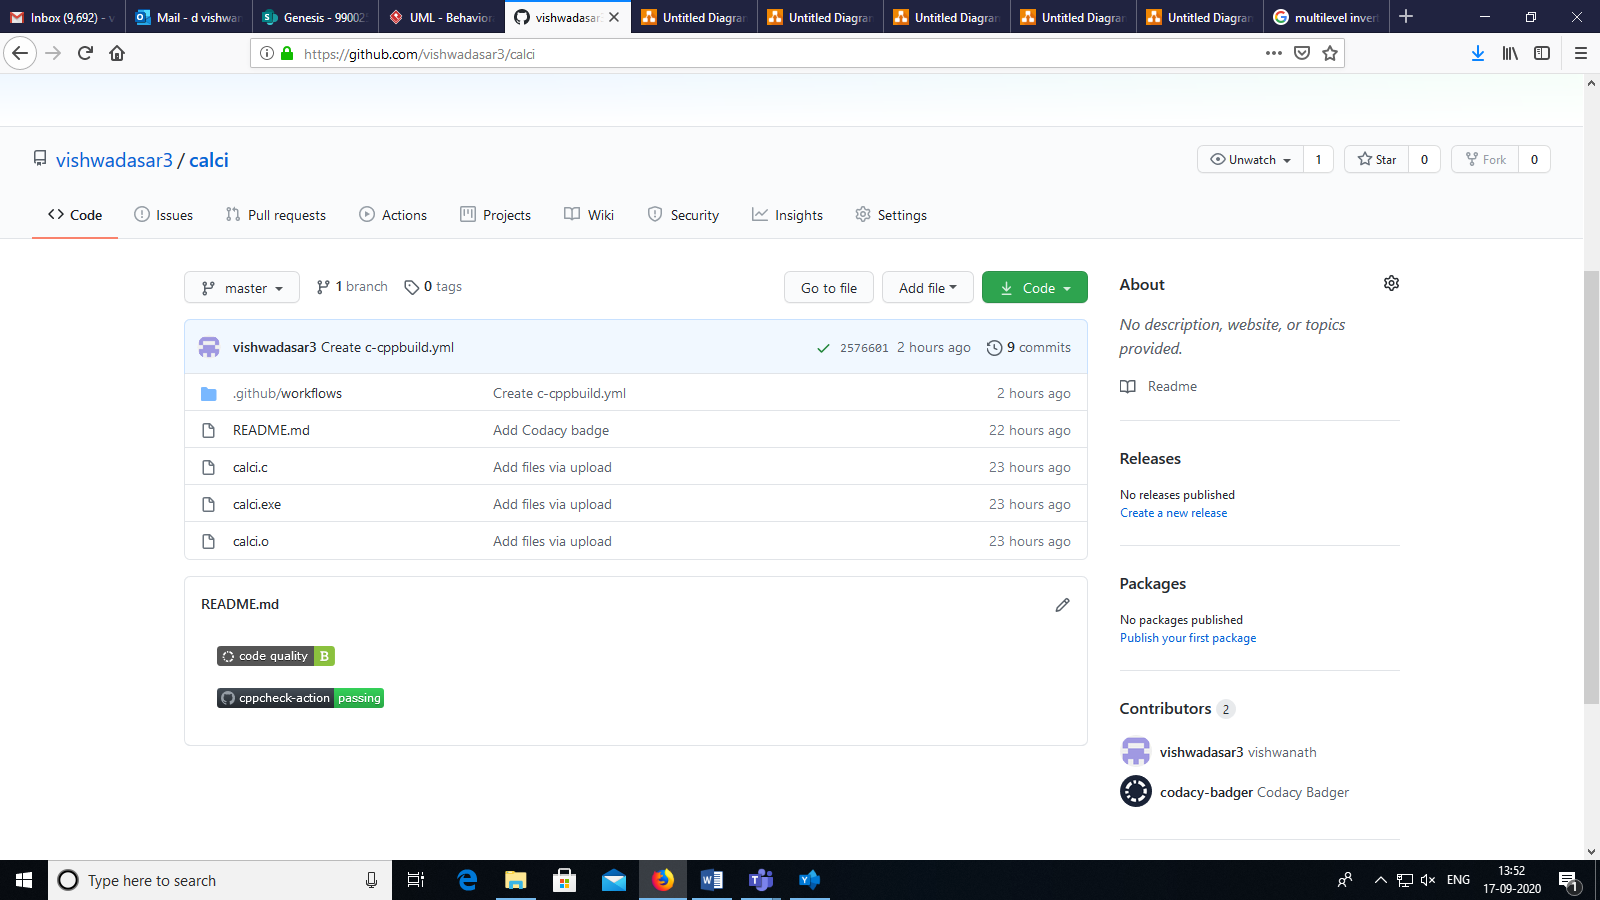 Inbox (9,692) - v
Mail - d vishwan
Genesis - 99002
UML - Behavior
vishwadasar
Untitled Diagram
Untitled Diagram
Untitled Diagram
Untitled Diagram
Untitled Diagram
multilevel invert
https://github.com/vishwadasar3/calci
vishwadasar3 / calci
Unwatch 1
Star 0
Fork 0
Code
Issues
Pull requests
Actions
Projects
Wiki
Security
Insights
Settings
master
1 branch
0 tags
Go to file
Add file
Code
vishwadasar3 Create c-cppbuild.yml
2576601 2 hours ago
9 commits
.github/workflows Create c-cppbuild.yml 2 hours ago
README.md Add Codacy badge 22 hours ago
calci.c Add files via upload 23 hours ago
calci.exe Add files via upload 23 hours ago
calci.o Add files via upload 23 hours ago
README.md
code quality B
cppcheck-action passing
About
No description, website, or topics
provided.
Readme
Releases
No releases published
Create a new release
Packages
No packages published
Publish your first package
Contributors 2
vishwadasar3 vishwanath
codacy-badger Codacy Badger
Type here to search
ENG
13:52
17-09-2020
1